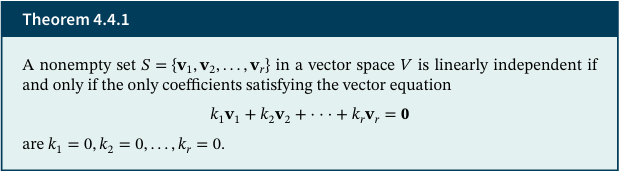 Theorem 4.4.1
A nonempty set S = {v₁, v₂, . . . , vᵣ} in a vector space V is linearly independent if
and only if the only coefficients satisfying the vector equation
k₁v₁ + k₂v₂ + · · · + kᵣvᵣ = 0
are k₁ = 0, k₂ = 0, . . . , kᵣ = 0.